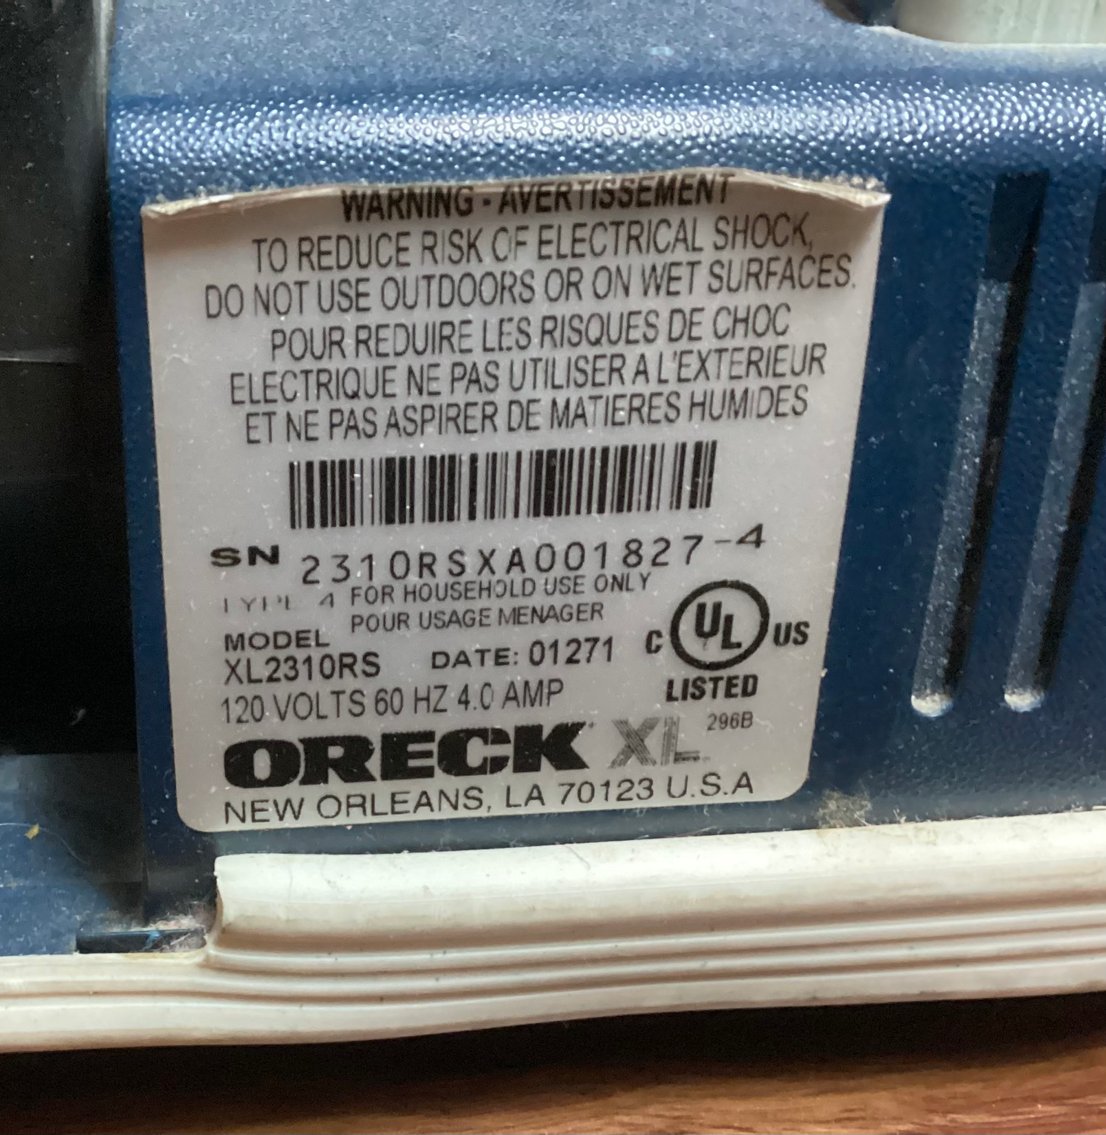 WARNING - AVERTISSEMENT
TO REDUCE RISK OF ELECTRICAL SHOCK,
DO NOT USE OUTDOORS OR ON WET SURFACES.
POUR REDUIRE LES RISQUES DE CHOC
ELECTRIQUE NE PAS UTILISER A L'EXTERIEUR
ET NE PAS ASPIRER DE MATIERES HUMIDES
SN 2310RSXA001827-4
TYPE 4 FOR HOUSEHOLD USE ONLY
POUR USAGE MENAGER
MODEL
XL2310RS DATE: 01271
C UL US
LISTED
120 VOLTS 60 HZ 4.0 AMP
296B
ORECK XL
NEW ORLEANS, LA 70123 U.S.A